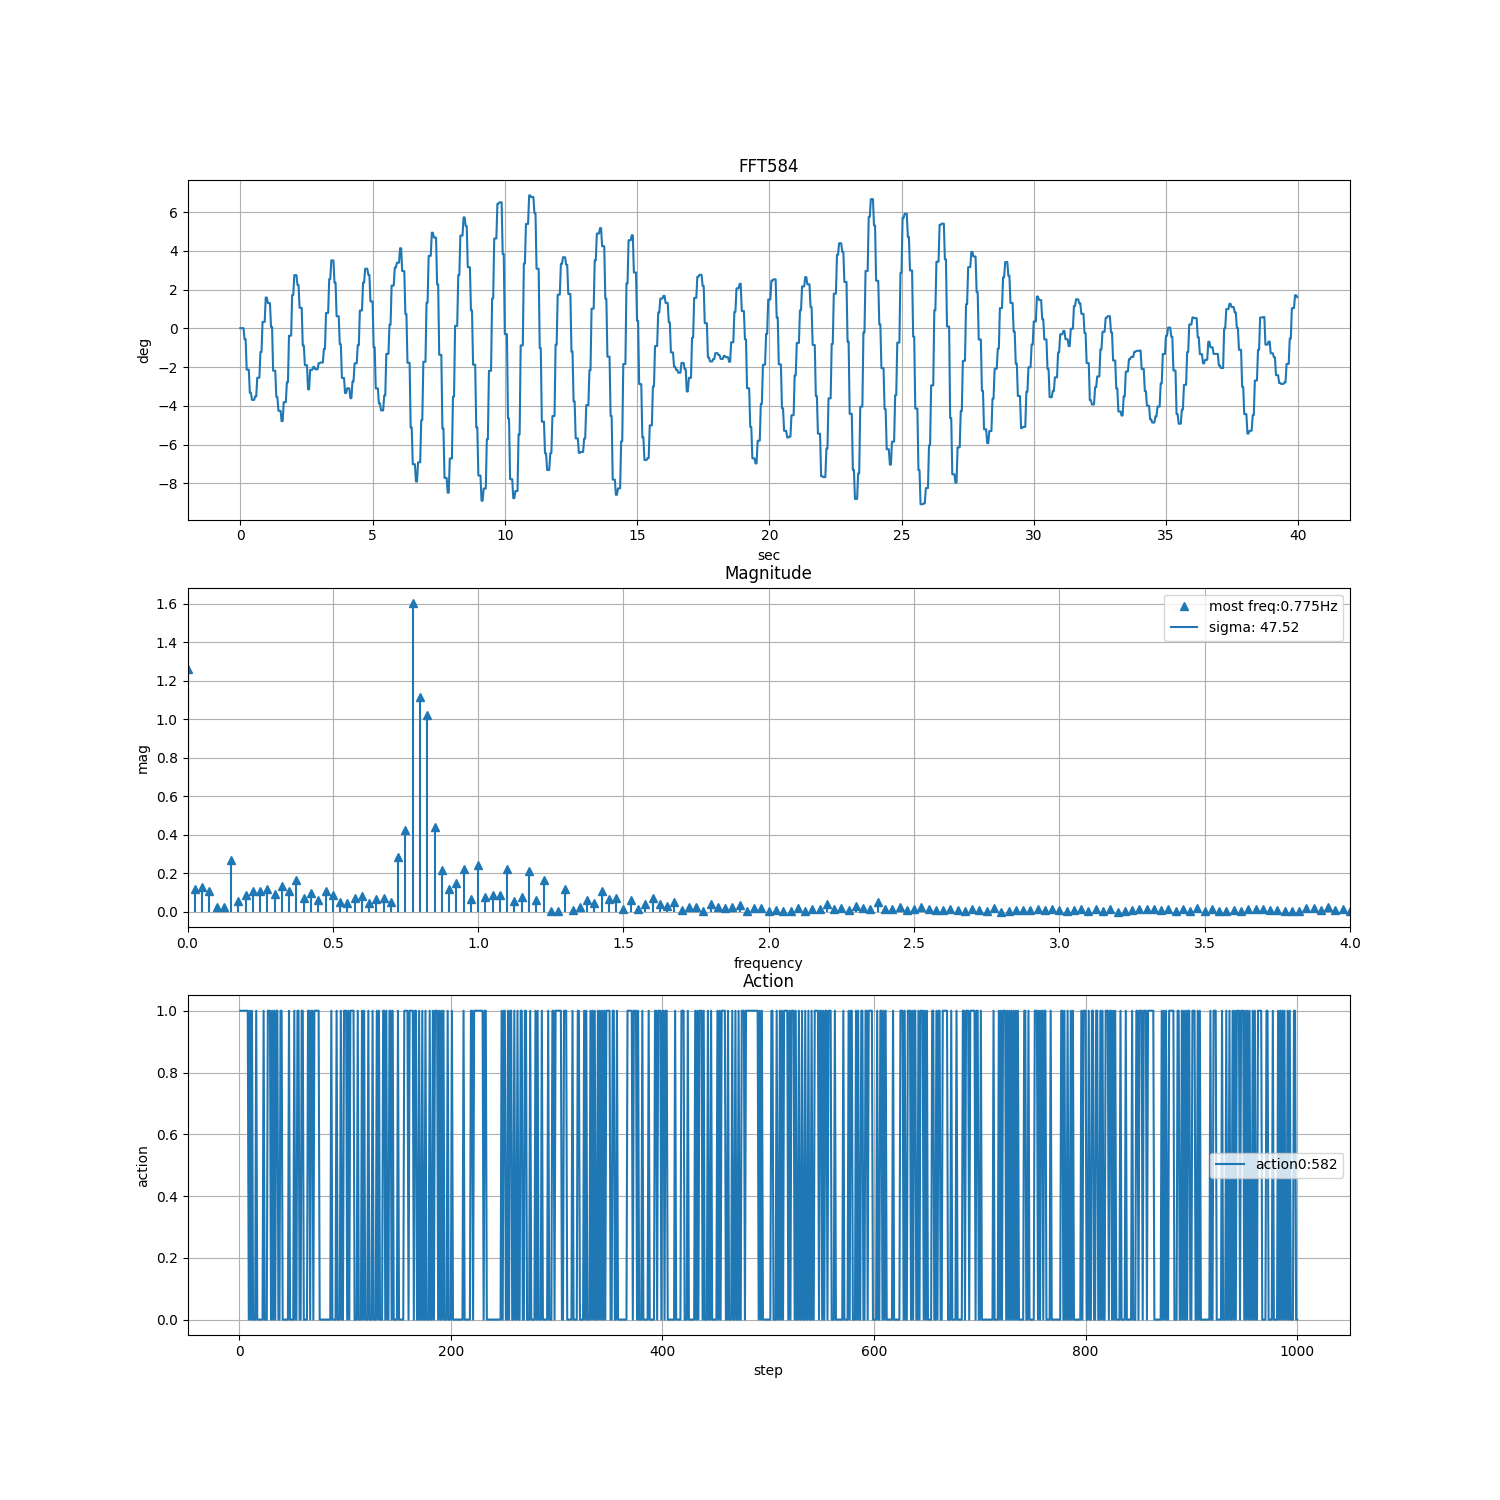 FFT584
6
4
2
0
−2
−4
−6
−8
deg
0 5 10 15 20 25 30 35 40
sec
Magnitude
1.6
1.4
1.2
1.0
0.8
0.6
0.4
0.2
0.0
mag
most freq:0.775Hz
sigma: 47.52
0.0 0.5 1.0 1.5 2.0 2.5 3.0 3.5 4.0
frequency
Action
1.0
0.8
0.6
0.4
0.2
0.0
action
action0:582
0 200 400 600 800 1000
step